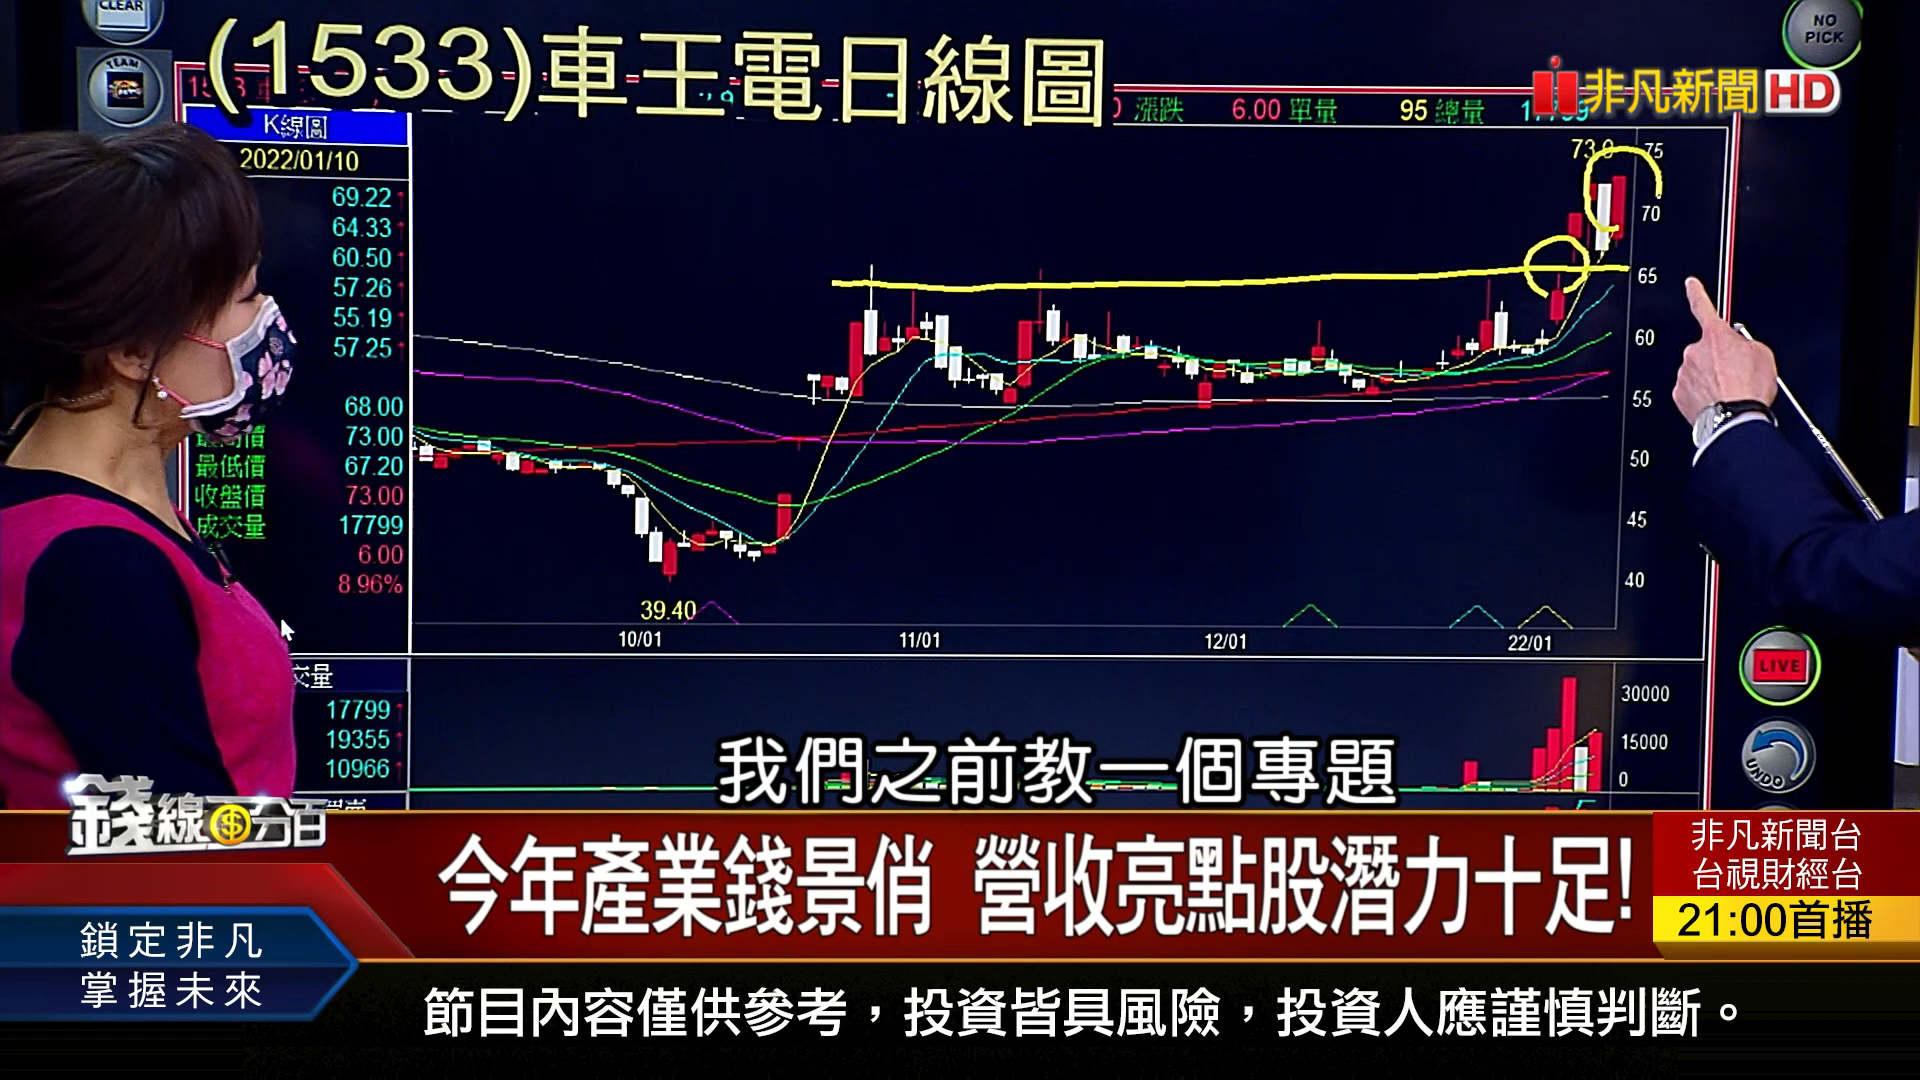 CLEAR
NO
PICK
TEAM
(1533)車王電日線圖
非凡新聞HD
漲跌 6.00 單量 95 總量
K線圖
2022/01/10
69.22
64.33
60.50
57.26
55.19
57.25
68.00
73.00
最低價 67.20
收盤價 73.00
成交量 17799
6.00
8.96%
75
70
65
60
55
50
45
40
39.40
10/01 11/01 12/01 22/01
交量
17799
19355
10966
30000
15000
0
LIVE
UNDO
我們之前教一個專題
錢線百分百
今年產業錢景俏 營收亮點股潛力十足!
非凡新聞台
台視財經台
21:00首播
鎖定非凡
掌握未來
節目內容僅供參考，投資皆具風險，投資人應謹慎判斷。